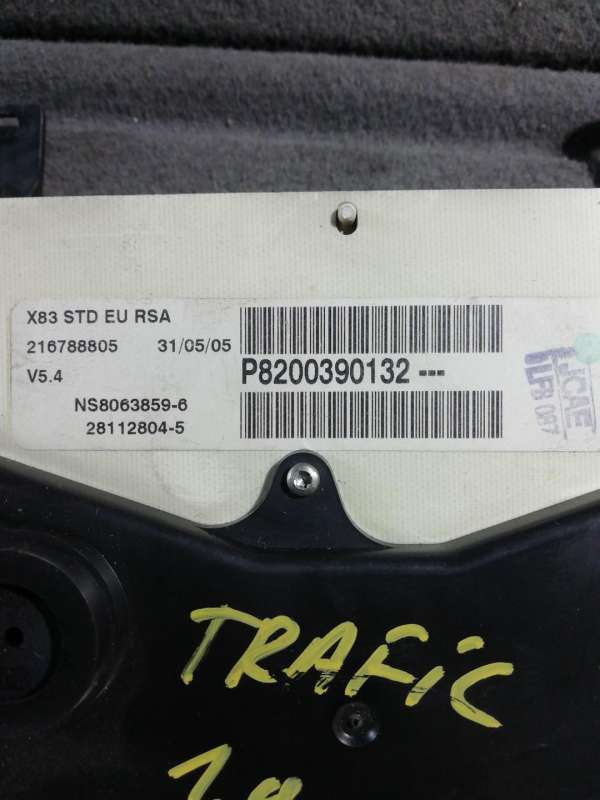 X83 STD EU RSA
216788805 31/05/05
V5.4
P8200390132---
NS8063859-6
28112804-5
TRAFiC